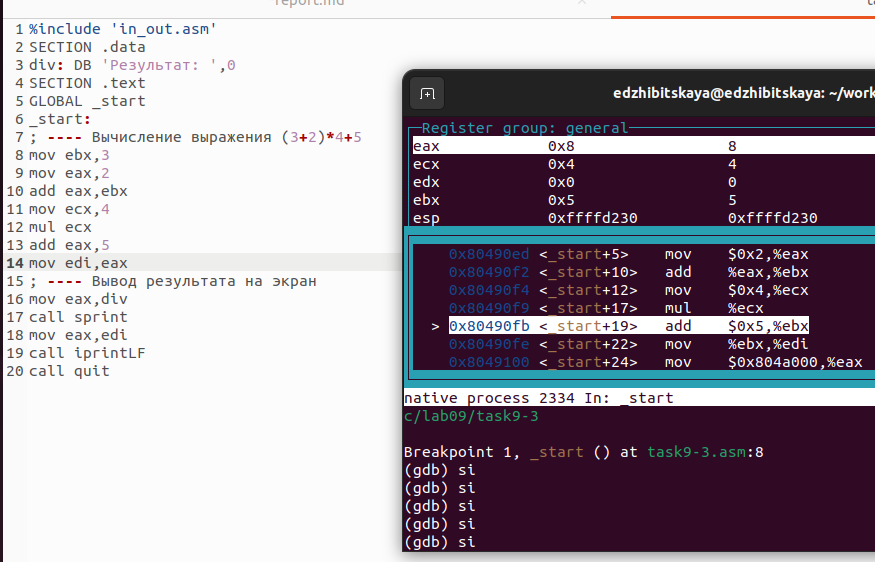 report.md
1 %include 'in_out.asm'
2 SECTION .data
3 div: DB 'Результат: ',0
4 SECTION .text
5 GLOBAL _start
6 _start:
7 ; ---- Вычисление выражения (3+2)*4+5
8 mov ebx,3
9 mov eax,2
10 add eax,ebx
11 mov ecx,4
12 mul ecx
13 add eax,5
14 mov edi,eax
15 ; ---- Вывод результата на экран
16 mov eax,div
17 call sprint
18 mov eax,edi
19 call iprintLF
20 call quit
edzhibitskaya@edzhibitskaya: ~/work
Register group: general
eax 0x8 8
ecx 0x4 4
edx 0x0 0
ebx 0x5 5
esp 0xffffd230 0xffffd230
0x80490ed <_start+5> mov $0x2,%eax
0x80490f2 <_start+10> add %eax,%ebx
0x80490f4 <_start+12> mov $0x4,%ecx
0x80490f9 <_start+17> mul %ecx
> 0x80490fb <_start+19> add $0x5,%ebx
0x80490fe <_start+22> mov %ebx,%edi
0x8049100 <_start+24> mov $0x804a000,%eax
native process 2334 In: _start
c/lab09/task9-3
Breakpoint 1, _start () at task9-3.asm:8
(gdb) si
(gdb) si
(gdb) si
(gdb) si
(gdb) si